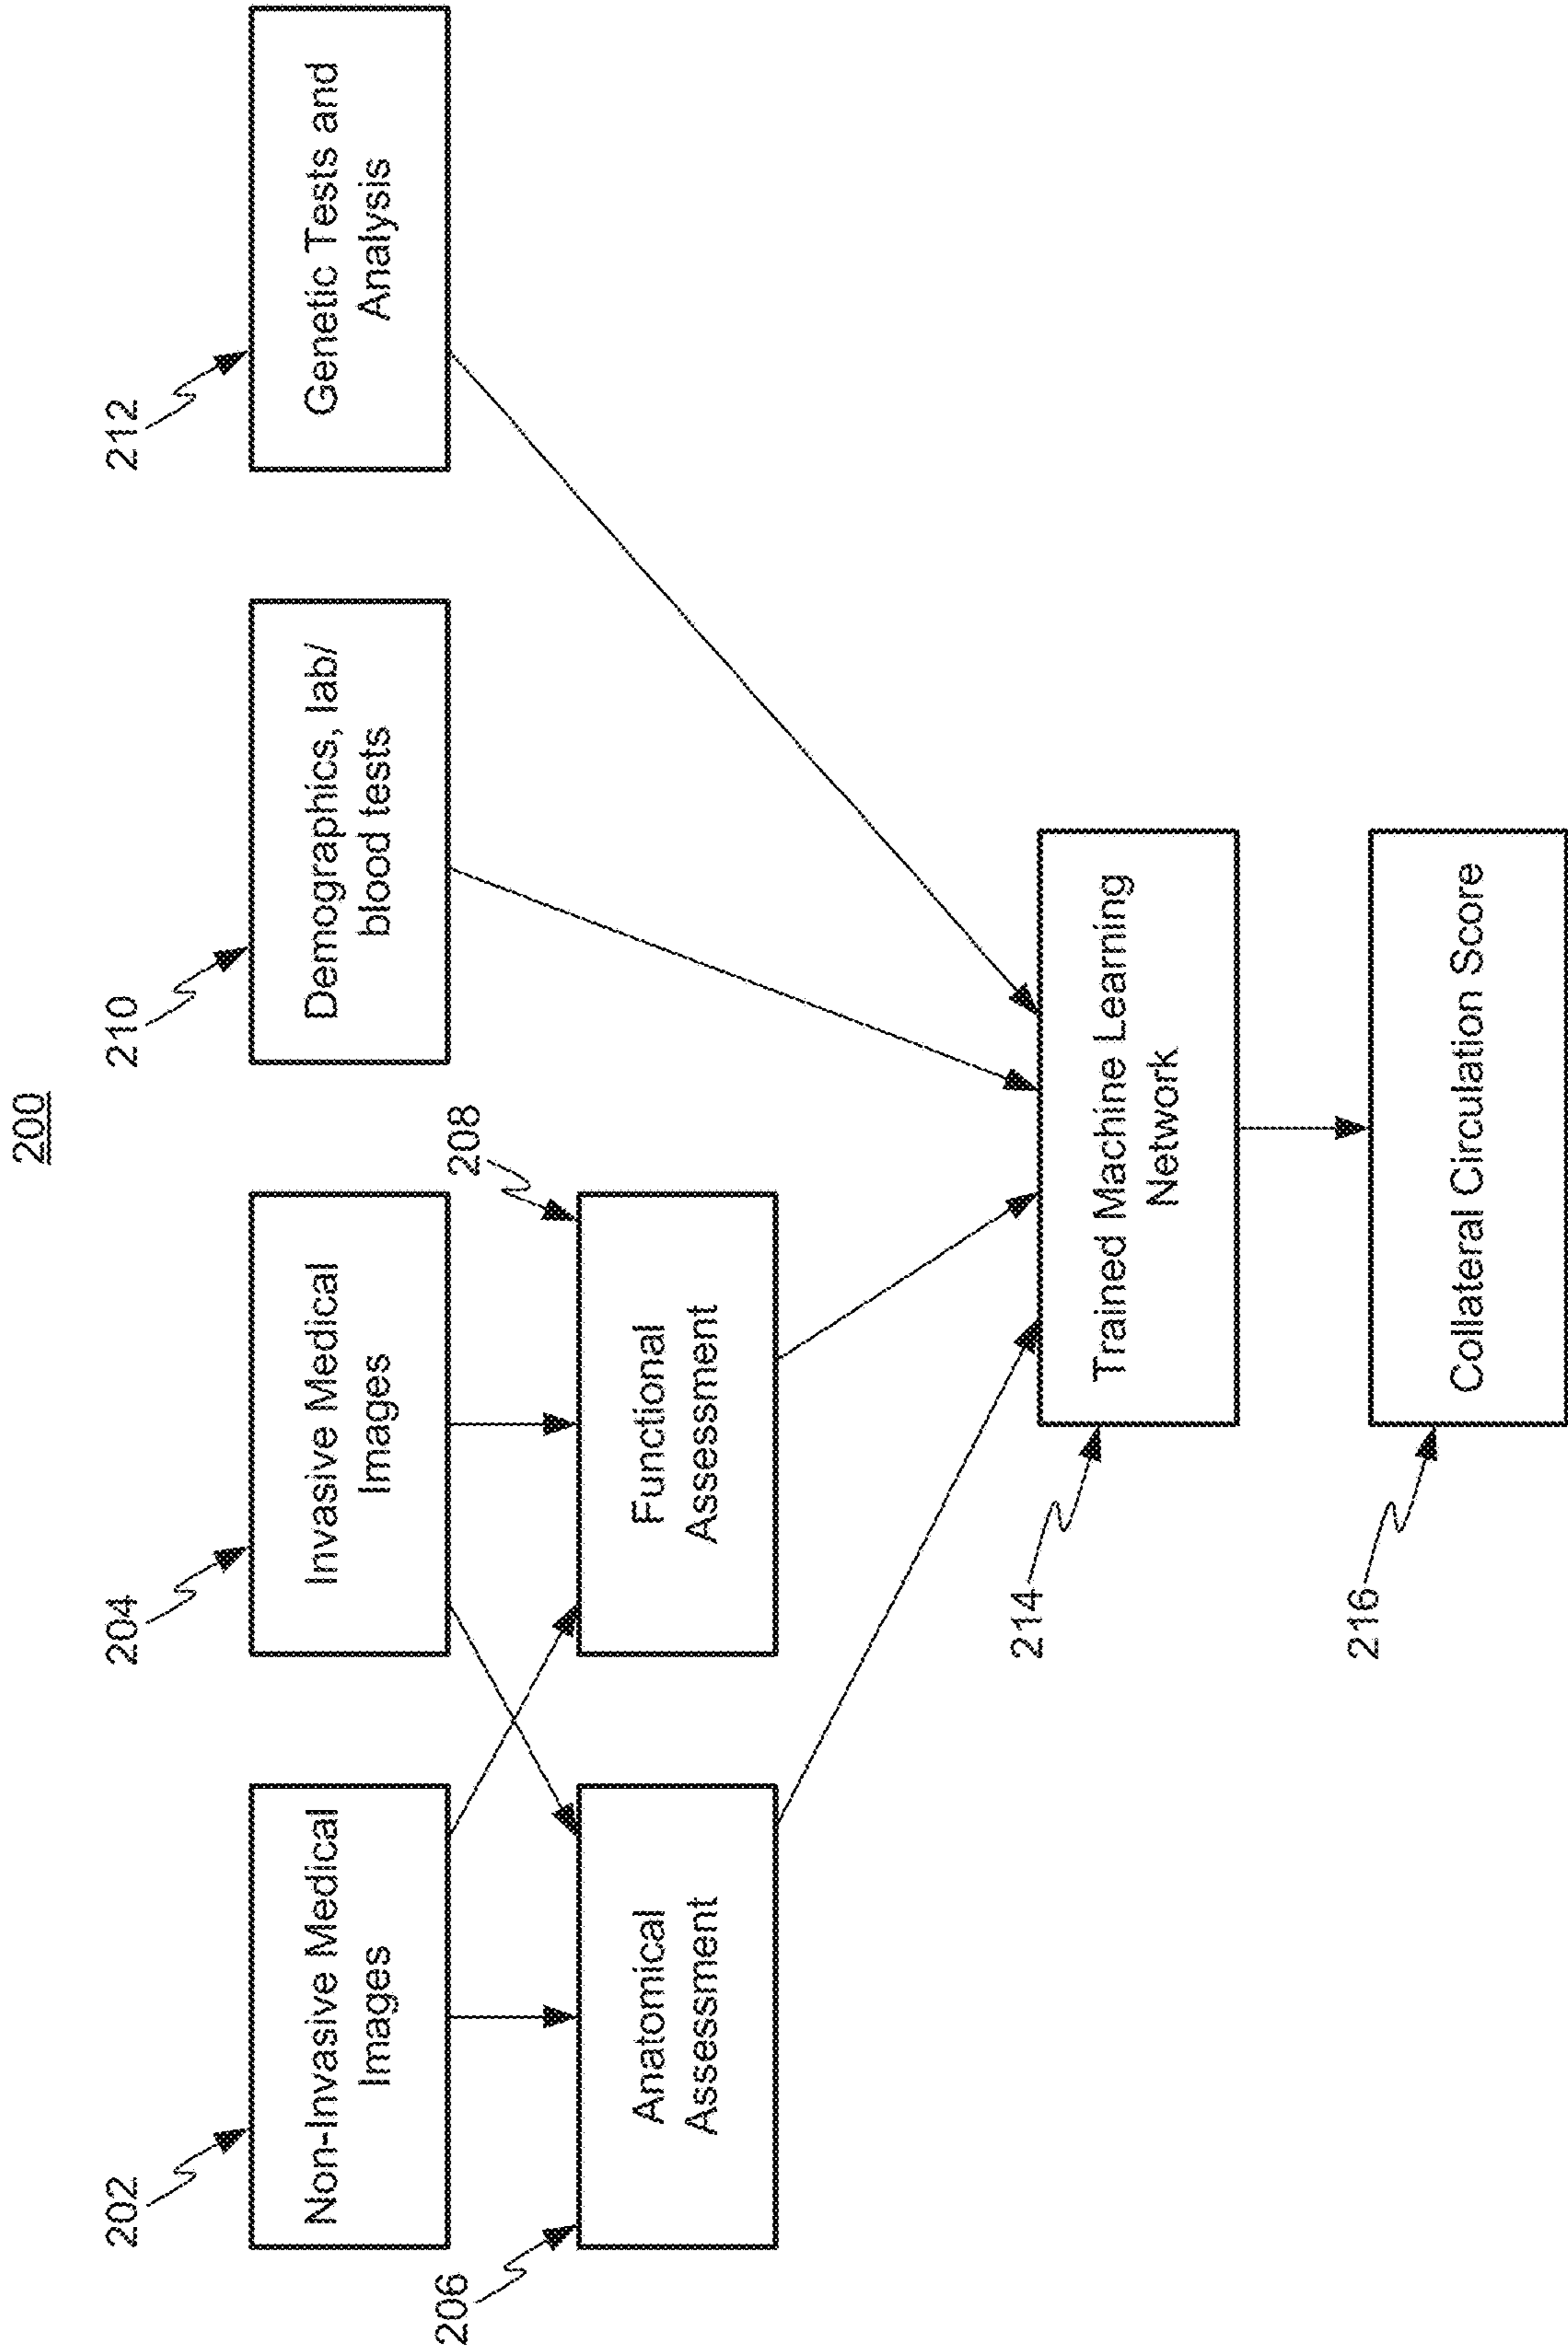 200
202
Non-Invasive Medical
Images
204
Invasive Medical
Images
210
Demographics, lab/
blood tests
212
Genetic Tests and
Analysis
206
Anatomical
Assessment
208
Functional
Assessment
214
Trained Machine Learning
Network
216
Collateral Circulation Score